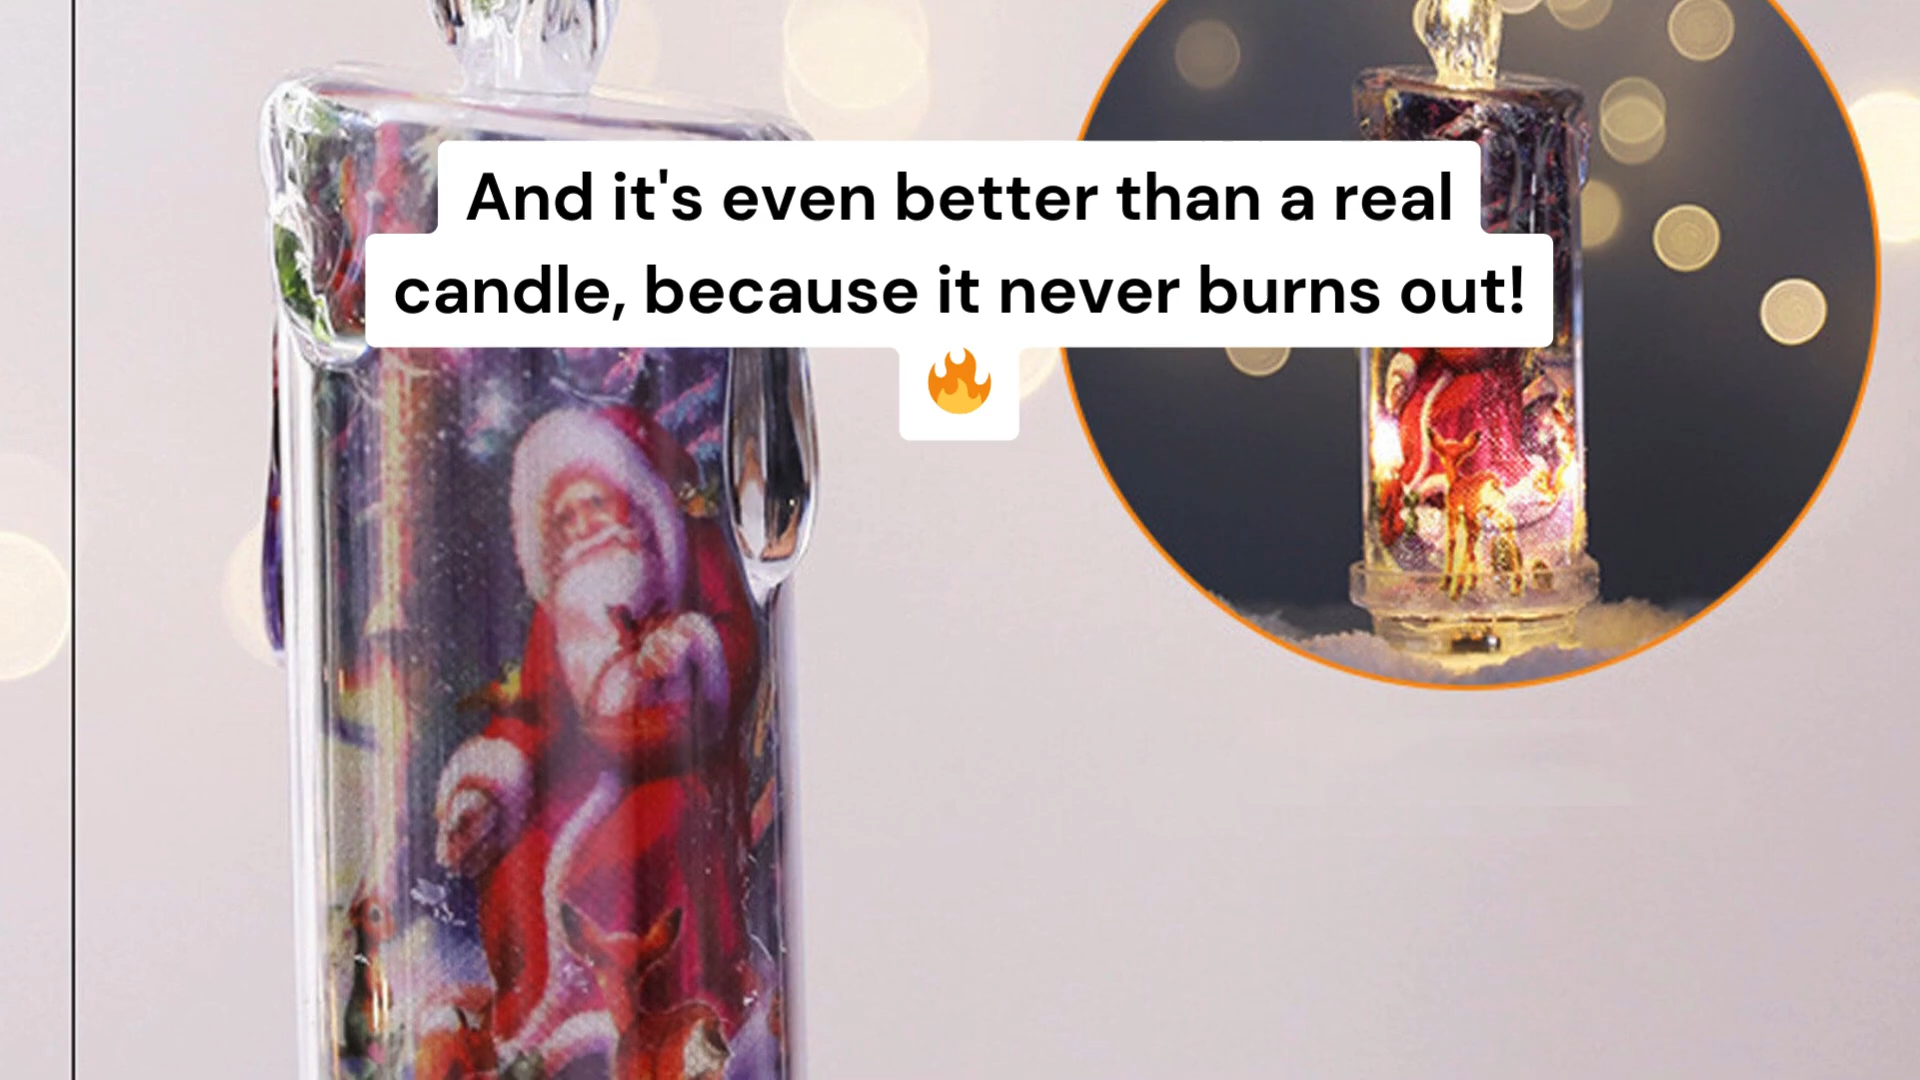 And it's even better than a real
candle, because it never burns out!
🔥